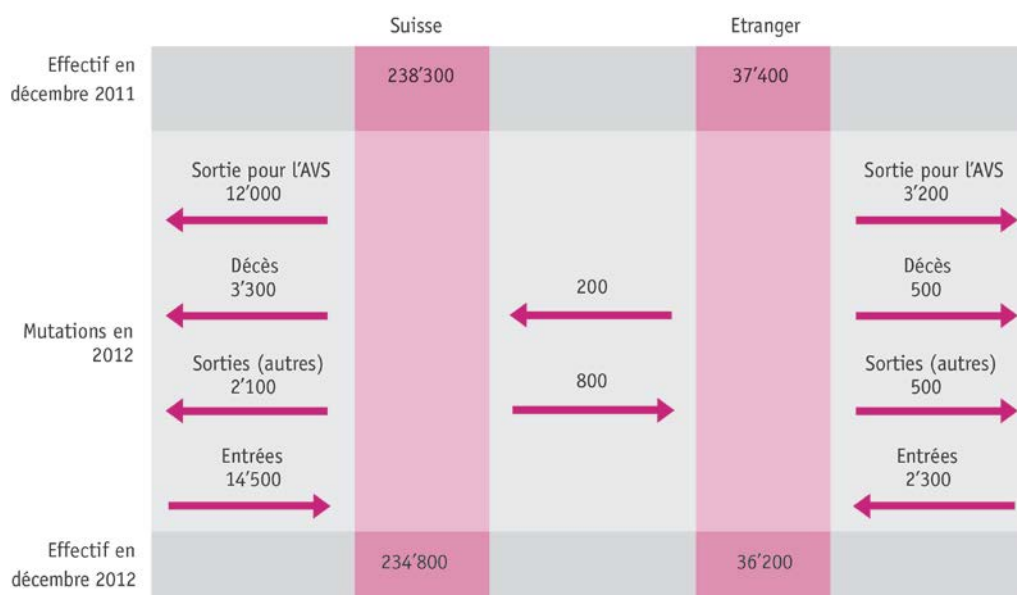 Suisse
Etranger
Effectif en
décembre 2011
238’300
37’400
Sortie pour l’AVS
12’000
Sortie pour l’AVS
3’200
Décès
3’300
200
Décès
500
Mutations en
2012
Sorties (autres)
2’100
800
Sorties (autres)
500
Entrées
14’500
Entrées
2’300
Effectif en
décembre 2012
234’800
36’200